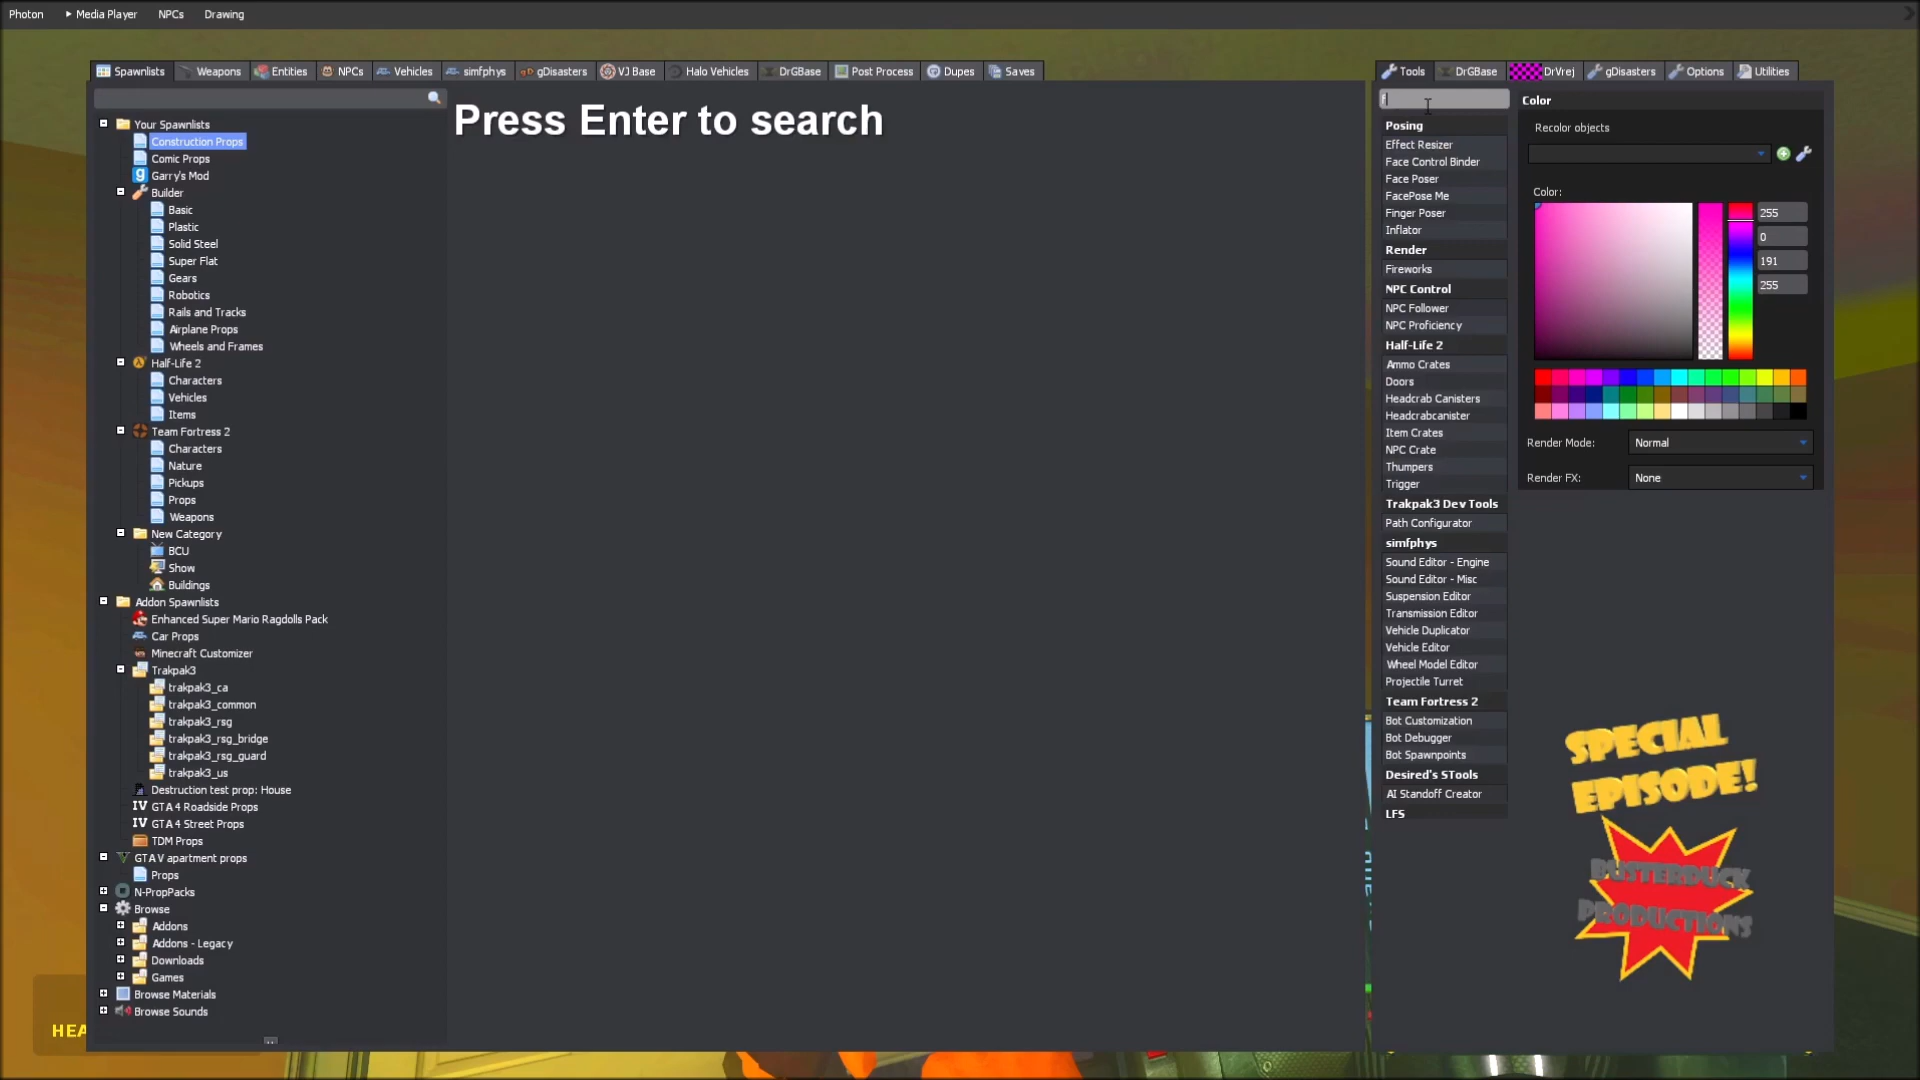 Photon
Media Player
NPCs
Drawing
Spawnlists
Weapons
Entities
NPCs
Vehicles
simfphys
gDisasters
VJ Base
Halo Vehicles
DrGBase
Post Process
Dupes
Saves
Tools
DrGBase
DrVrej
gDisasters
Options
Utilities
Your Spawnlists
Construction Props
Comic Props
Garry's Mod
Builder
Basic
Plastic
Solid Steel
Super Flat
Gears
Robotics
Rails and Tracks
Airplane Props
Wheels and Frames
Half-Life 2
Characters
Vehicles
Items
Team Fortress 2
Characters
Nature
Pickups
Props
Weapons
New Category
BCU
Show
Buildings
Addon Spawnlists
Enhanced Super Mario Ragdolls Pack
Car Props
Minecraft Customizer
Trakpak3
trakpak3_ca
trakpak3_common
trakpak3_rsg
trakpak3_rsg_bridge
trakpak3_rsg_guard
trakpak3_us
Destruction test prop: House
IV GTA 4 Roadside Props
IV GTA 4 Street Props
TDM Props
GTA V apartment props
Props
N-PropPacks
Browse
Addons
Addons - Legacy
Downloads
Games
Browse Materials
Browse Sounds
HEA
Press Enter to search
f
Posing
Effect Resizer
Face Control Binder
Face Poser
FacePose Me
Finger Poser
Inflator
Render
Fireworks
NPC Control
NPC Follower
NPC Proficiency
Half-Life 2
Ammo Crates
Doors
Headcrab Canisters
Headcrabcanister
Item Crates
NPC Crate
Thumpers
Trigger
Trakpak3 Dev Tools
Path Configurator
simfphys
Sound Editor - Engine
Sound Editor - Misc
Suspension Editor
Transmission Editor
Vehicle Duplicator
Vehicle Editor
Wheel Model Editor
Projectile Turret
Team Fortress 2
Bot Customization
Bot Debugger
Bot Spawnpoints
Desired's STools
AI Standoff Creator
LFS
Color
Recolor objects
Color:
255
0
191
255
Render Mode:
Normal
Render FX:
None
SPECIAL
EPISODE!
DUSTERDUCK
PRODUCTIONS